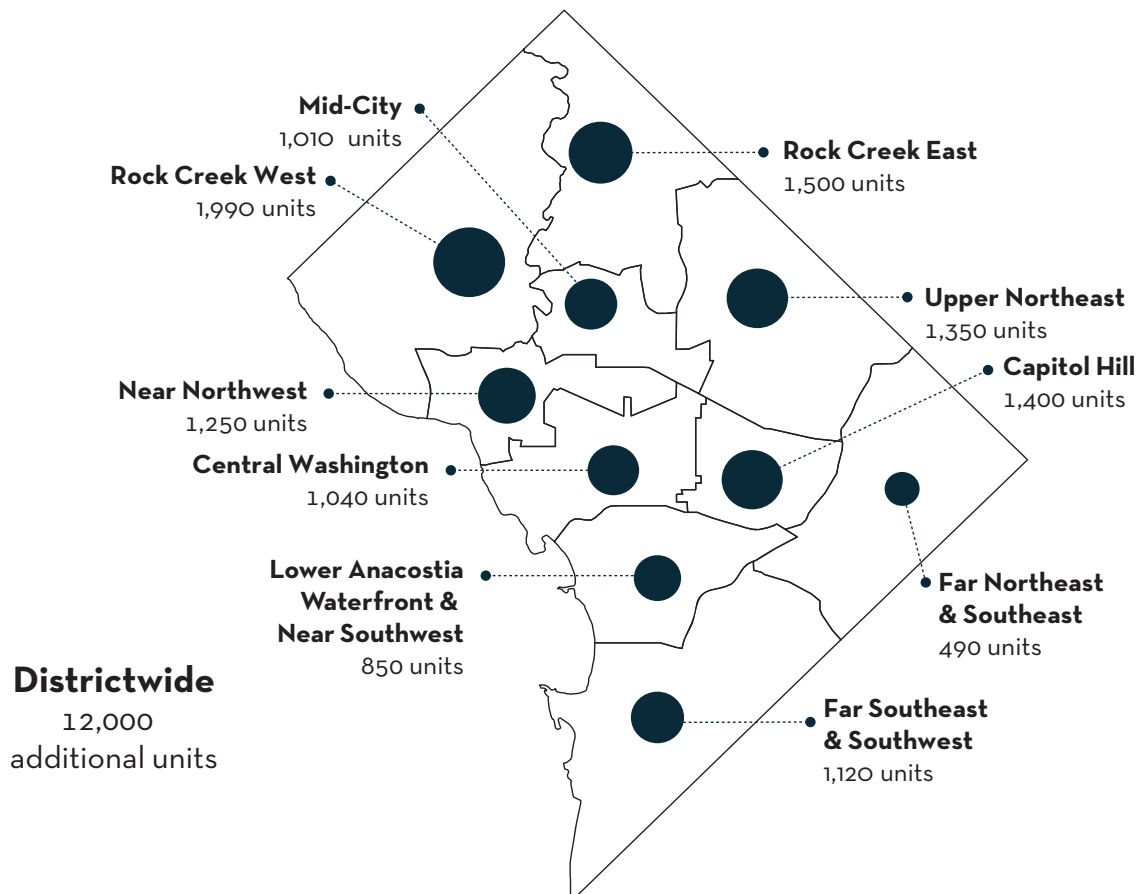 Mid-City
1,010 units
Rock Creek West
1,990 units
Rock Creek East
1,500 units
Upper Northeast
1,350 units
Capitol Hill
1,400 units
Near Northwest
1,250 units
Central Washington
1,040 units
Lower Anacostia
Waterfront &
Near Southwest
850 units
Far Northeast
& Southeast
490 units
Districtwide
12,000
additional units
Far Southeast
& Southwest
1,120 units